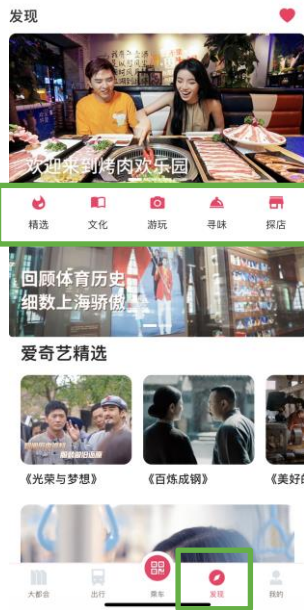 发现
欢迎来到烤肉欢乐园
精选 文化 游玩 寻味 探店
回顾体育历史
细数上海骄傲
爱奇艺精选
《光荣与梦想》 《百炼成钢》 《美好的
大都会 出行 乘车 发现 我的